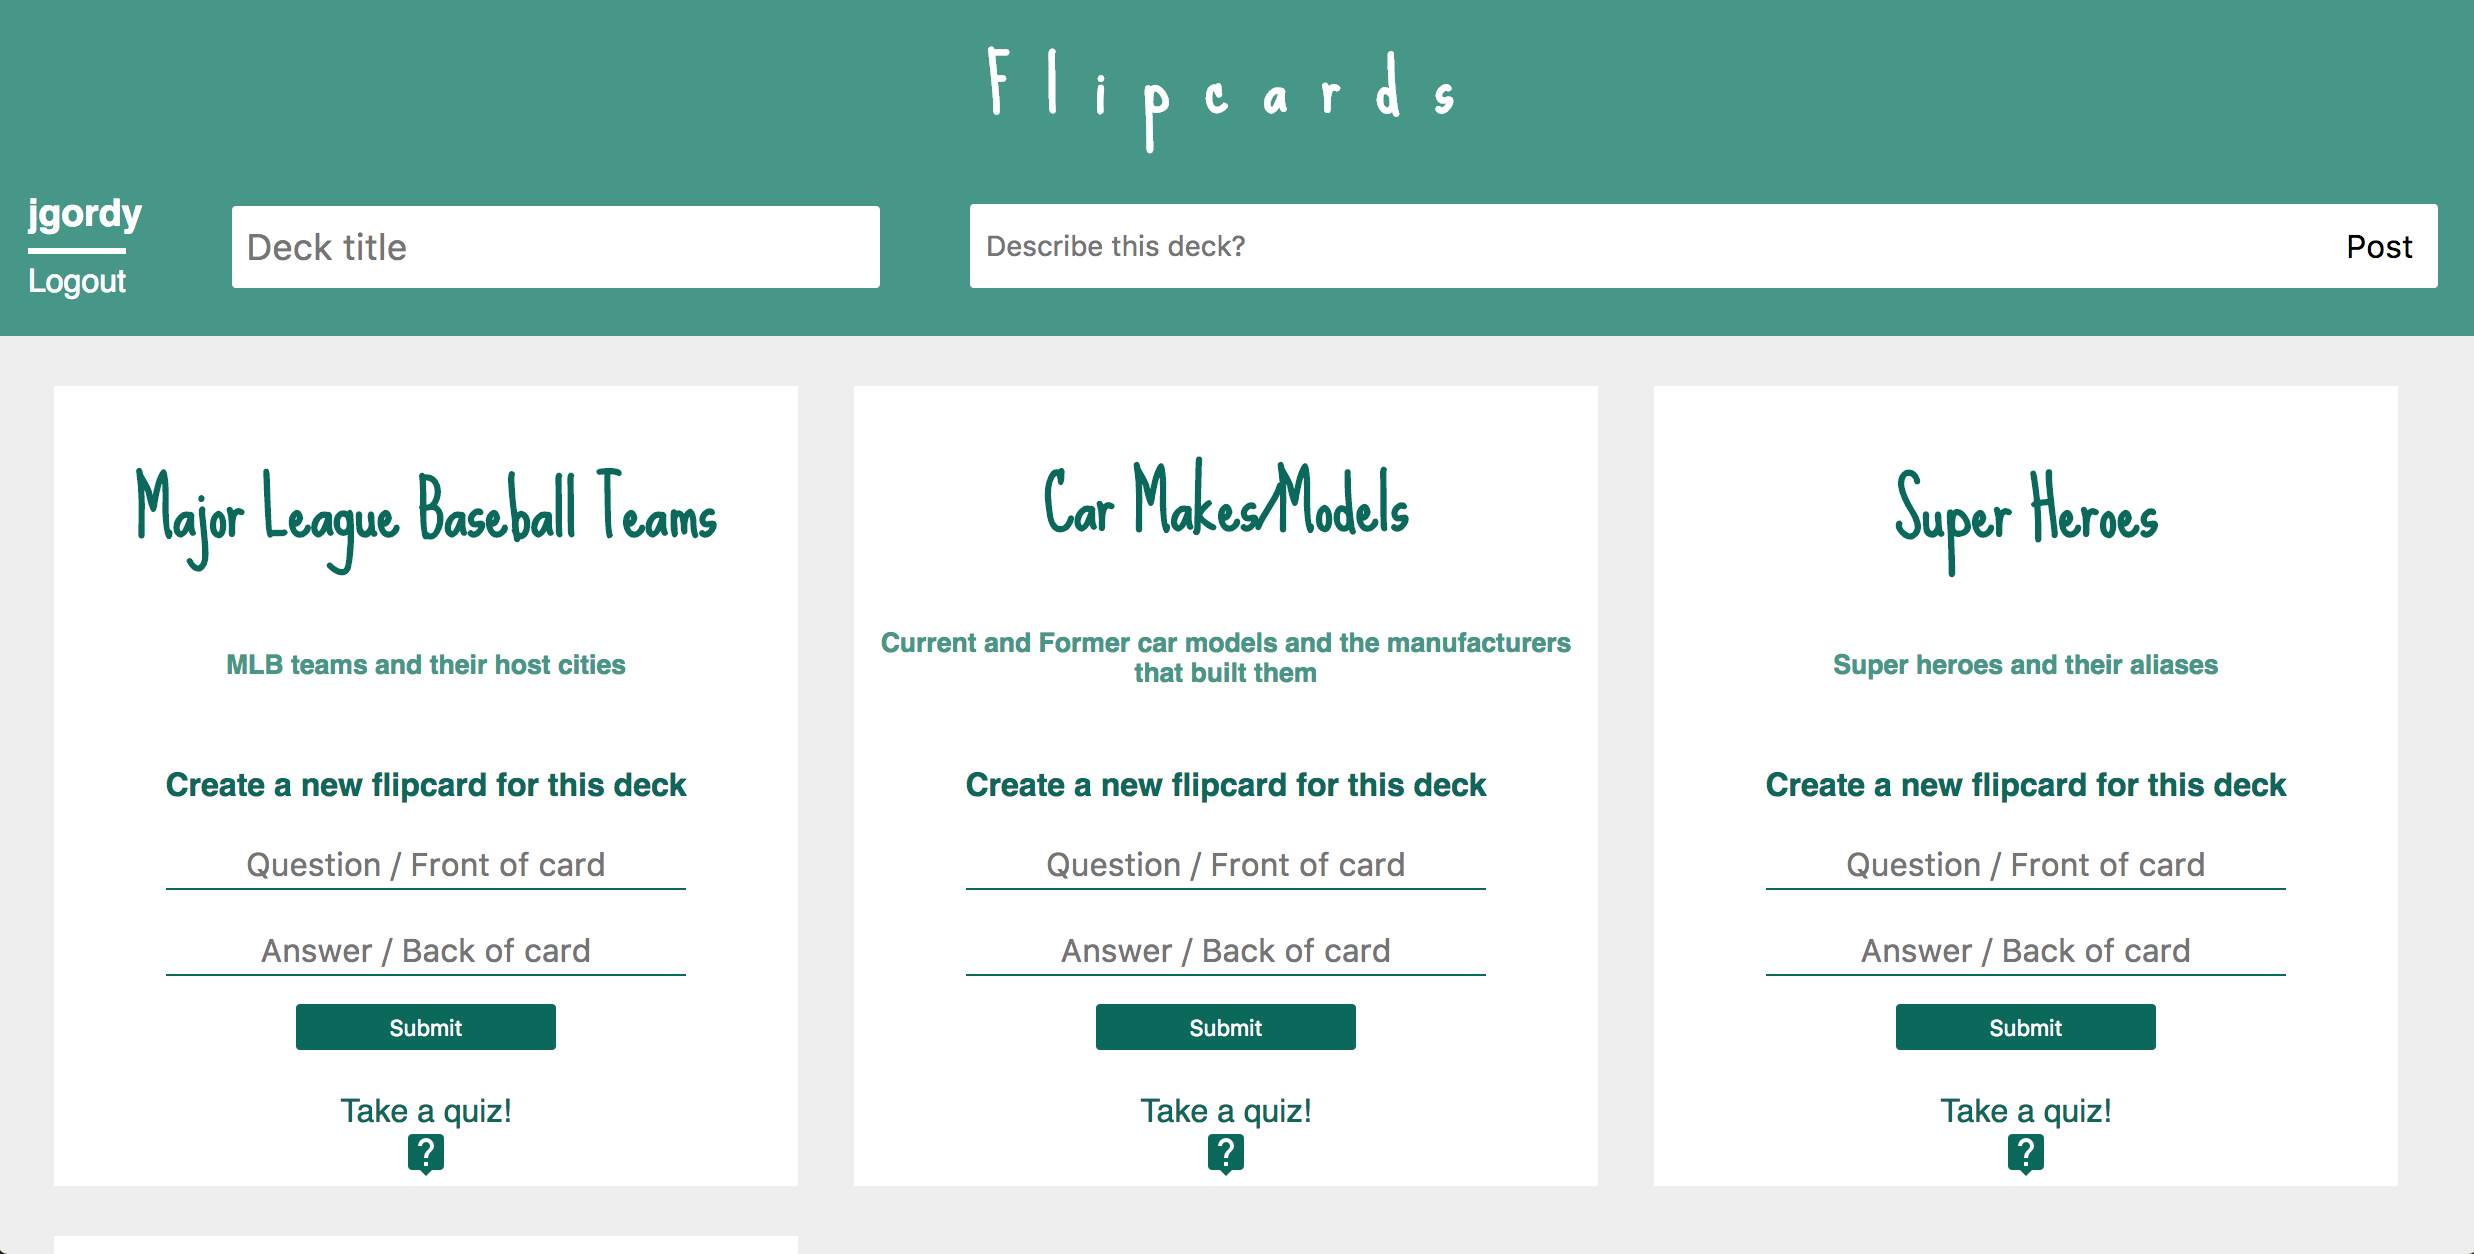 Flipcards
jgordy
Logout
Deck title
Describe this deck?
Post
Major League Baseball Teams
MLB teams and their host cities
Create a new flipcard for this deck
Question / Front of card
Answer / Back of card
Submit
Take a quiz!
?
Car Makes/Models
Current and Former car models and the manufacturers
that built them
Create a new flipcard for this deck
Question / Front of card
Answer / Back of card
Submit
Take a quiz!
?
Super Heroes
Super heroes and their aliases
Create a new flipcard for this deck
Question / Front of card
Answer / Back of card
Submit
Take a quiz!
?